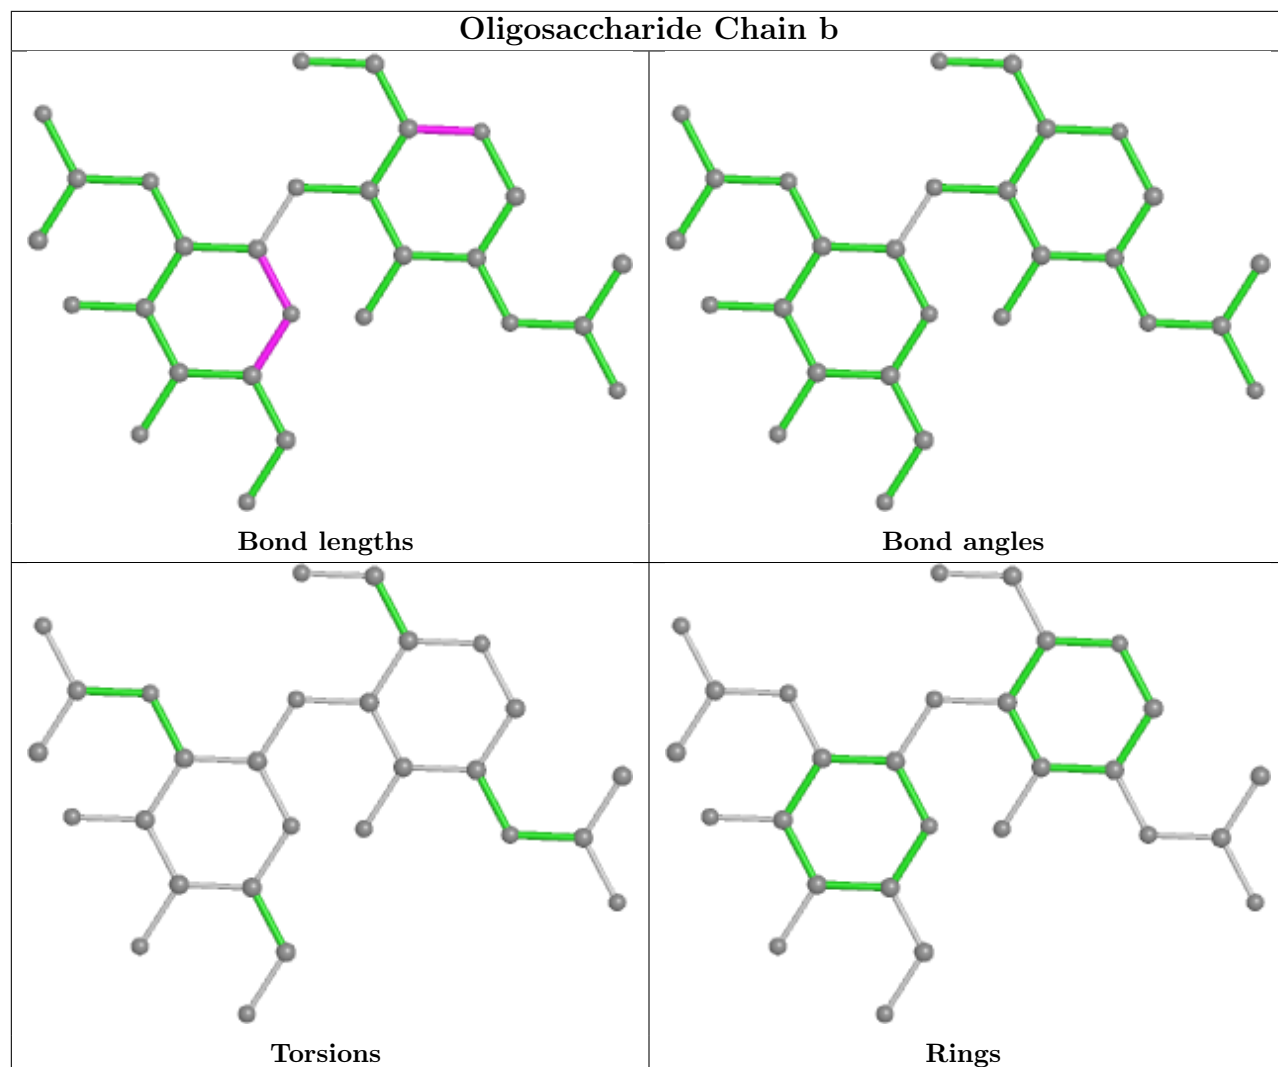 Oligosaccharide Chain b
Bond lengths
Bond angles
Torsions
Rings